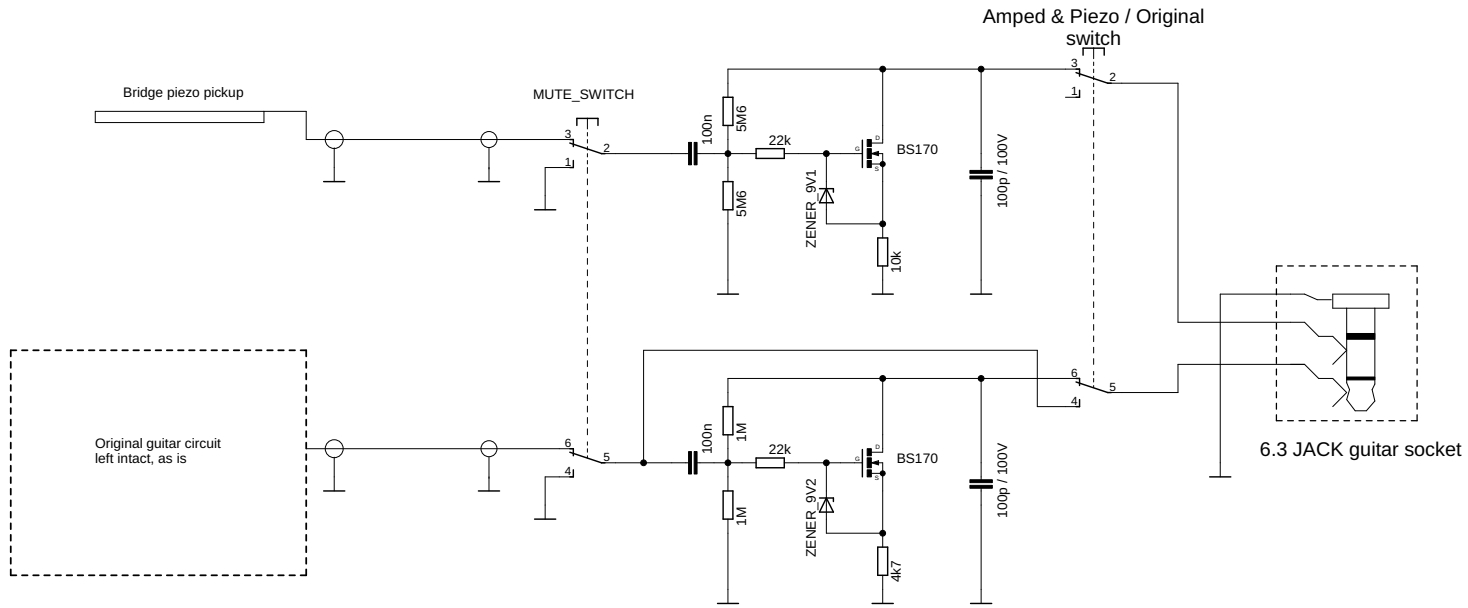 Amped & Piezo / Original
switch
Bridge piezo pickup
MUTE_SWITCH
3
2
1
100n
5M6
5M6
22k
ZENER_9V1
G
D
S
BS170
10k
100p / 100V
3
2
1
Original guitar circuit
left intact, as is
6
5
4
100n
1M
1M
22k
ZENER_9V2
G
D
S
BS170
4k7
100p / 100V
6
5
4
6.3 JACK guitar socket